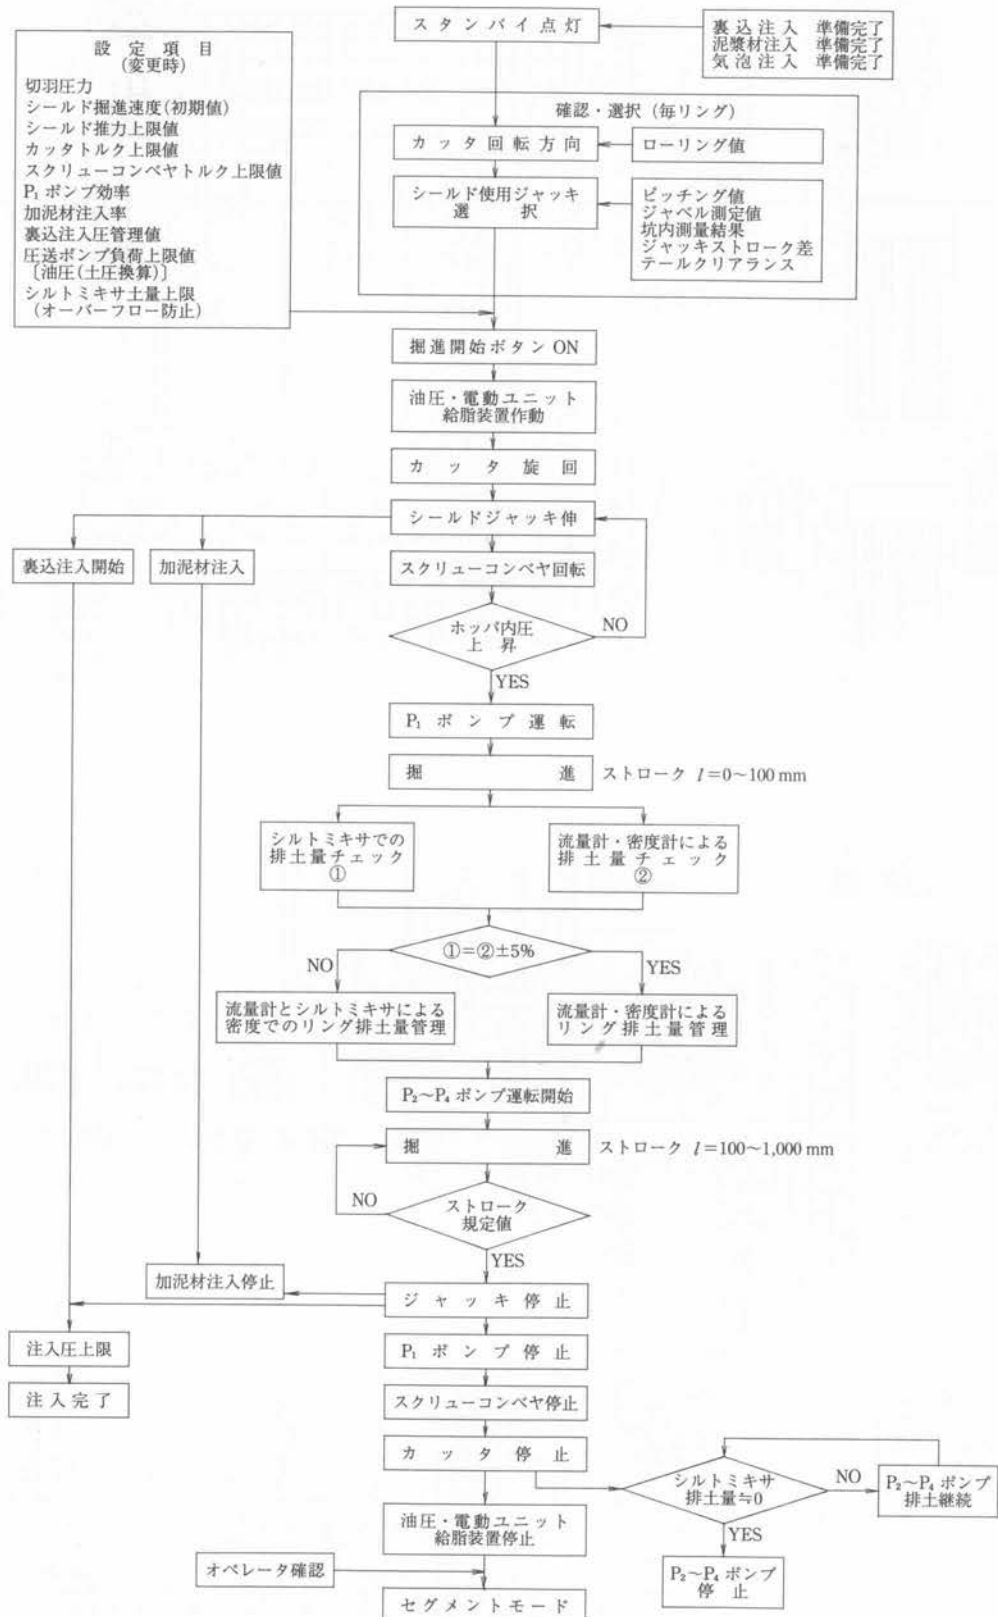 スタンバイ点灯
裏込注入 準備完了
泥漿材注入 準備完了
気泡注入 準備完了
設定項目
(変更時)
切羽圧力
シールド掘進速度(初期値)
シールド推力上限値
カッタトルク上限値
スクリューコンベヤトルク上限値
P₁ポンプ効率
加泥材注入率
裏込注入圧管理値
圧送ポンプ負荷上限値
〔油圧(土圧換算)〕
シルトミキサ土量上限
(オーバーフロー防止)
確認・選択(毎リング)
カッタ回転方向
ローリング値
シールド使用ジャッキ
選択
ピッチング値
ジャベル測定値
坑内測量結果
ジャッキストローク差
テールクリアランス
掘進開始ボタン ON
油圧・電動ユニット
給脂装置作動
カッタ旋回
シールドジャッキ伸
裏込注入開始
加泥材注入
スクリューコンベヤ回転
ホッパ内圧
上昇
NO
YES
P₁ポンプ運転
掘進
ストローク l=0~100 mm
シルトミキサでの
排土量チェック
①
流量計・密度計による
排土量チェック
②
①=②±5%
NO
YES
流量計とシルトミキサによる
密度でのリング排土量管理
流量計・密度計による
リング排土量管理
P₂~P₄ポンプ運転開始
掘進
ストローク l=100~1,000 mm
NO
ストローク
規定値
YES
加泥材注入停止
ジャッキ停止
注入圧上限
P₁ポンプ停止
注入完了
スクリューコンベヤ停止
カッタ停止
シルトミキサ
排土量≒0
NO
P₂~P₄ポンプ
排土継続
YES
油圧・電動ユニット
給脂装置停止
P₂~P₄ポンプ
停止
オペレータ確認
セグメントモード